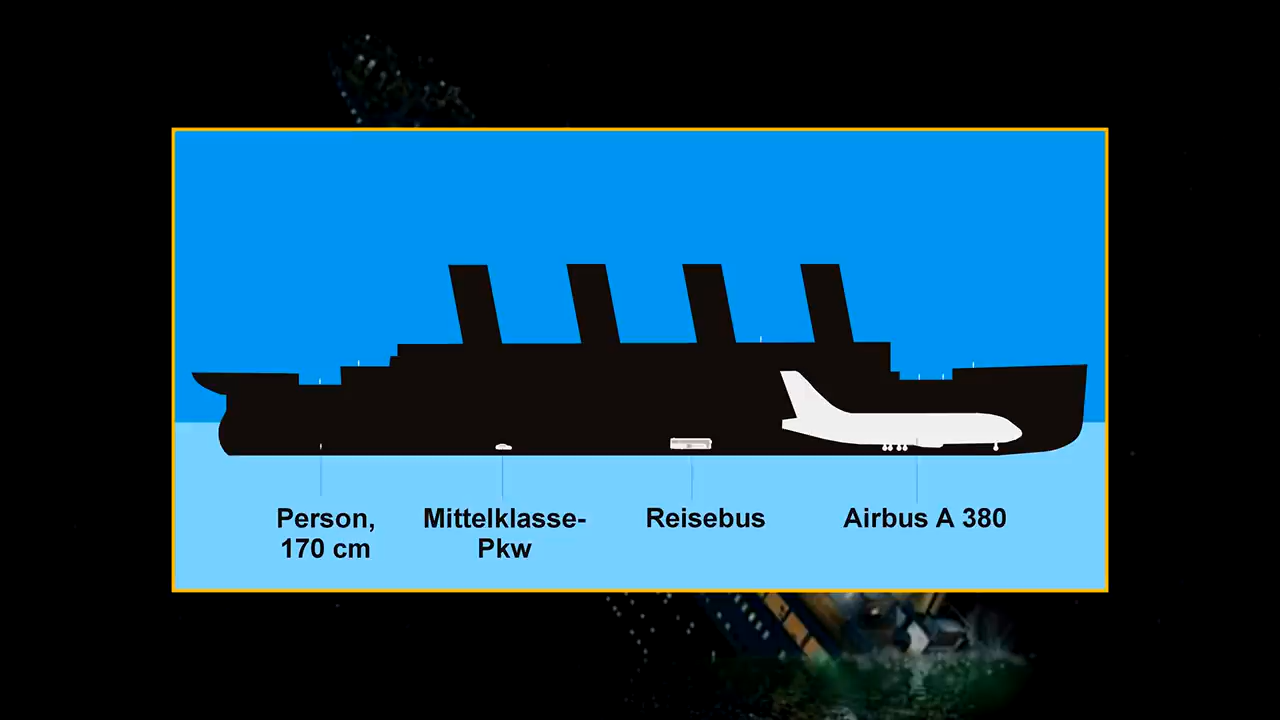 Person,
170 cm
Mittelklasse-
Pkw
Reisebus
Airbus A 380